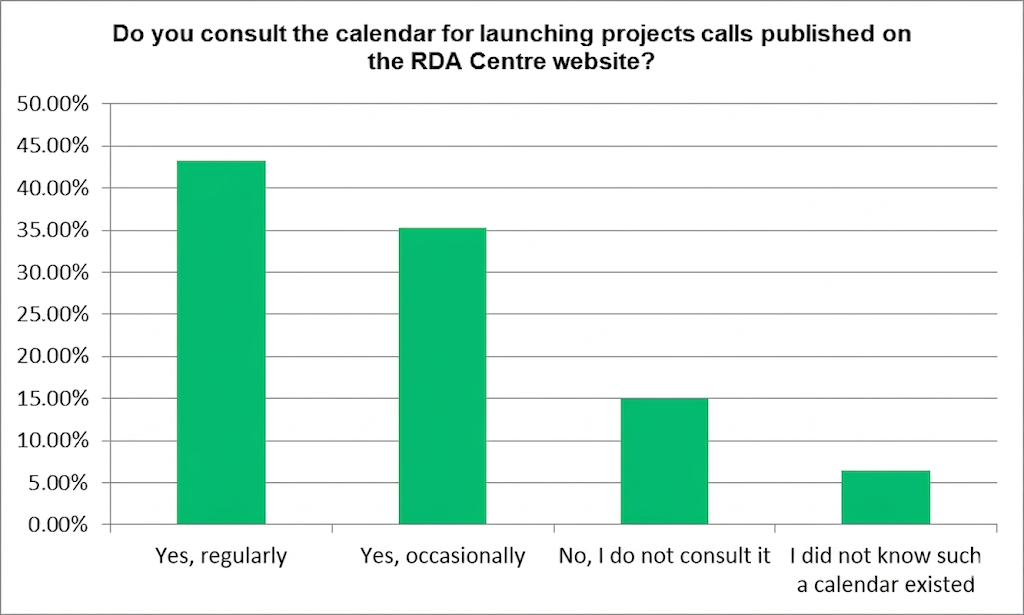 Do you consult the calendar for launching projects calls published on
the RDA Centre website?
50.00%
45.00%
40.00%
35.00%
30.00%
25.00%
20.00%
15.00%
10.00%
5.00%
0.00%
Yes, regularly
Yes, occasionally
No, I do not consult it
I did not know such
a calendar existed